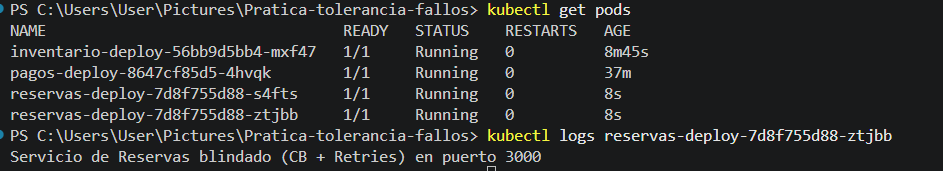 PS C:\Users\User\Pictures\Pratica-tolerancia-fallos> kubectl get pods
NAME READY STATUS RESTARTS AGE
inventario-deploy-56bb9d5bb4-mxf47 1/1 Running 0 8m45s
pagos-deploy-8647cf85d5-4hvqk 1/1 Running 0 37m
reservas-deploy-7d8f755d88-s4fts 1/1 Running 0 8s
reservas-deploy-7d8f755d88-ztjbb 1/1 Running 0 8s
PS C:\Users\User\Pictures\Pratica-tolerancia-fallos> kubectl logs reservas-deploy-7d8f755d88-ztjbb
Servicio de Reservas blindado (CB + Retries) en puerto 3000